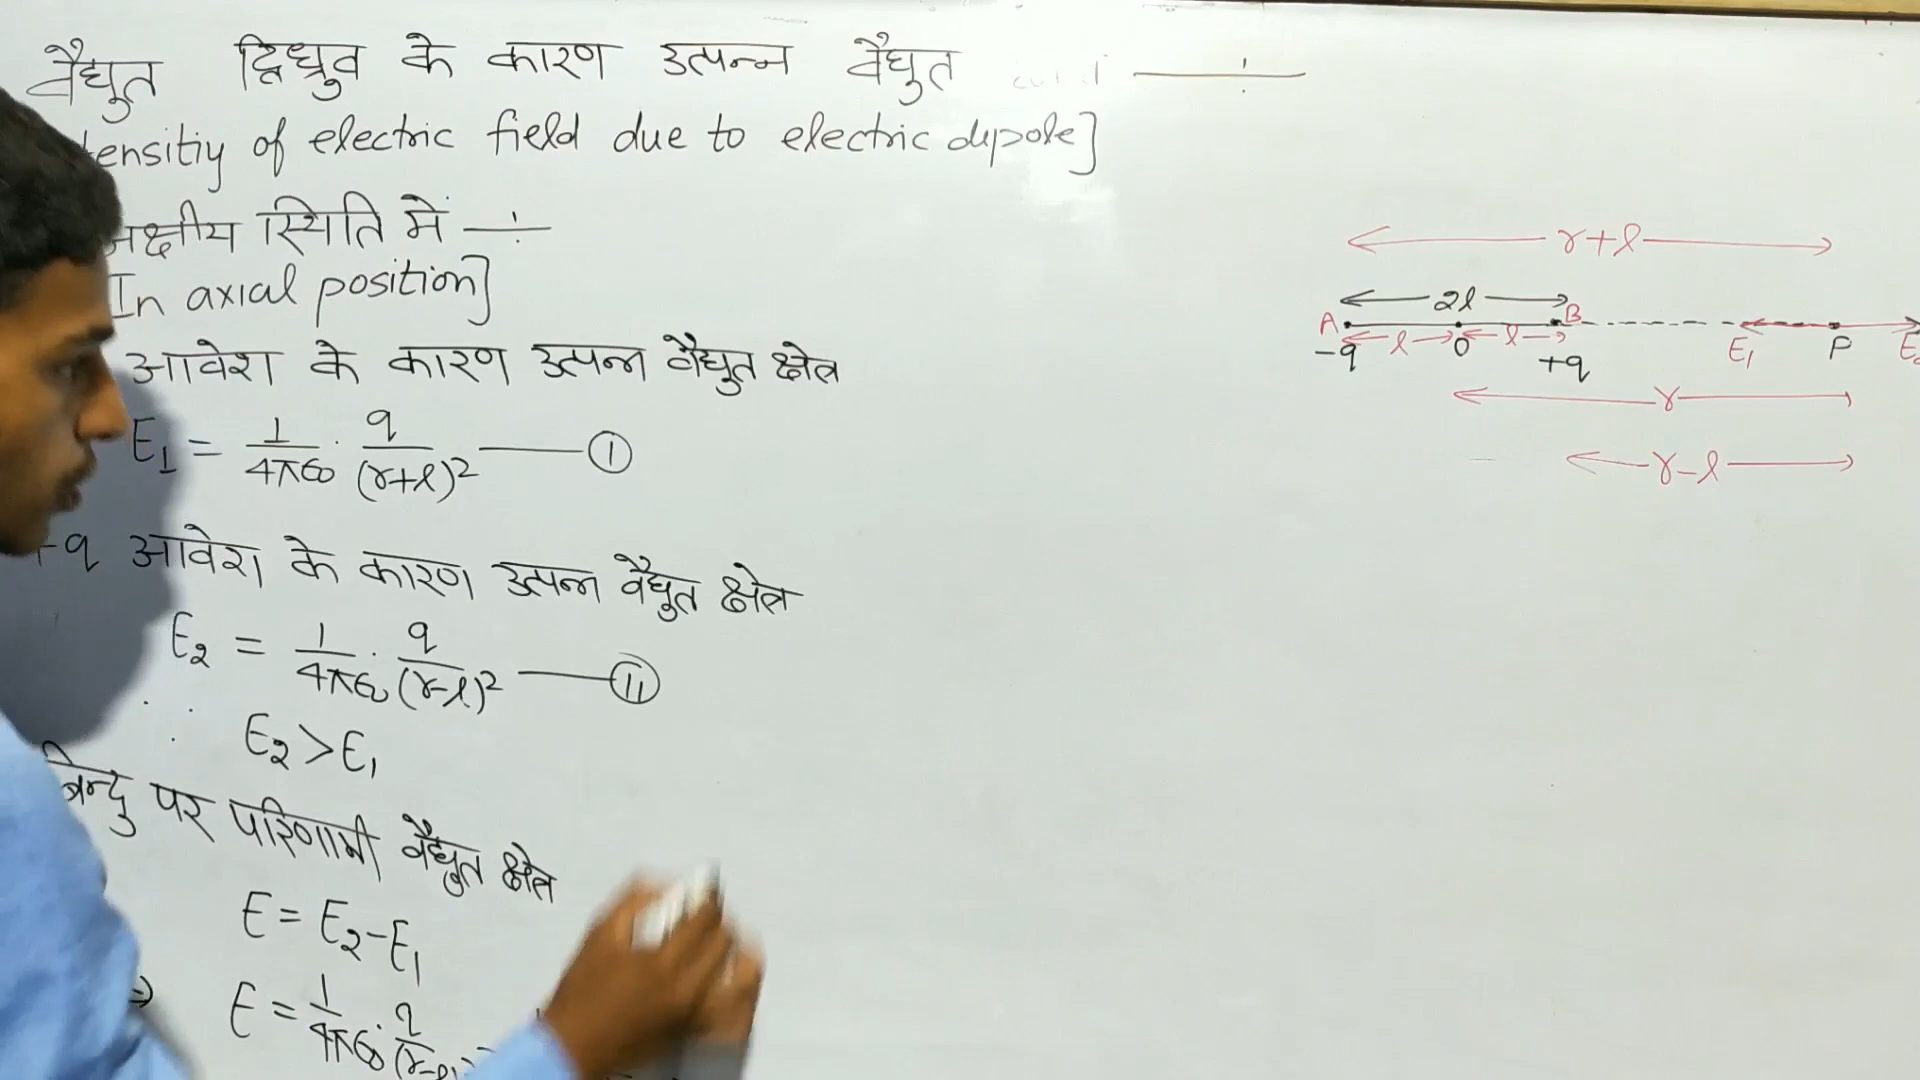 वैद्युत द्विध्रुव के कारण उत्पन्न वैद्युत
tensitiy of electric field due to electric dipole]
अक्षीय स्थिति में ÷
In axial position]
आवेश के कारण उत्पन्न वैद्युत क्षेत्र
E₁ = 1/4πε₀ · q/(r+l)² —— (I)
+q आवेश के कारण उत्पन्न वैद्युत क्षेत्र
E₂ = 1/4πε₀ · q/(r-l)² —— (II)
∵ E₂ > E₁
बिन्दु पर परिणामी वैद्युत क्षेत्र
E = E₂ - E₁
⇒ E = 1/4πε₀ · q/(r-l)²
r+l
2l
A B
l O l E₁ P
-q +q
r
r-l